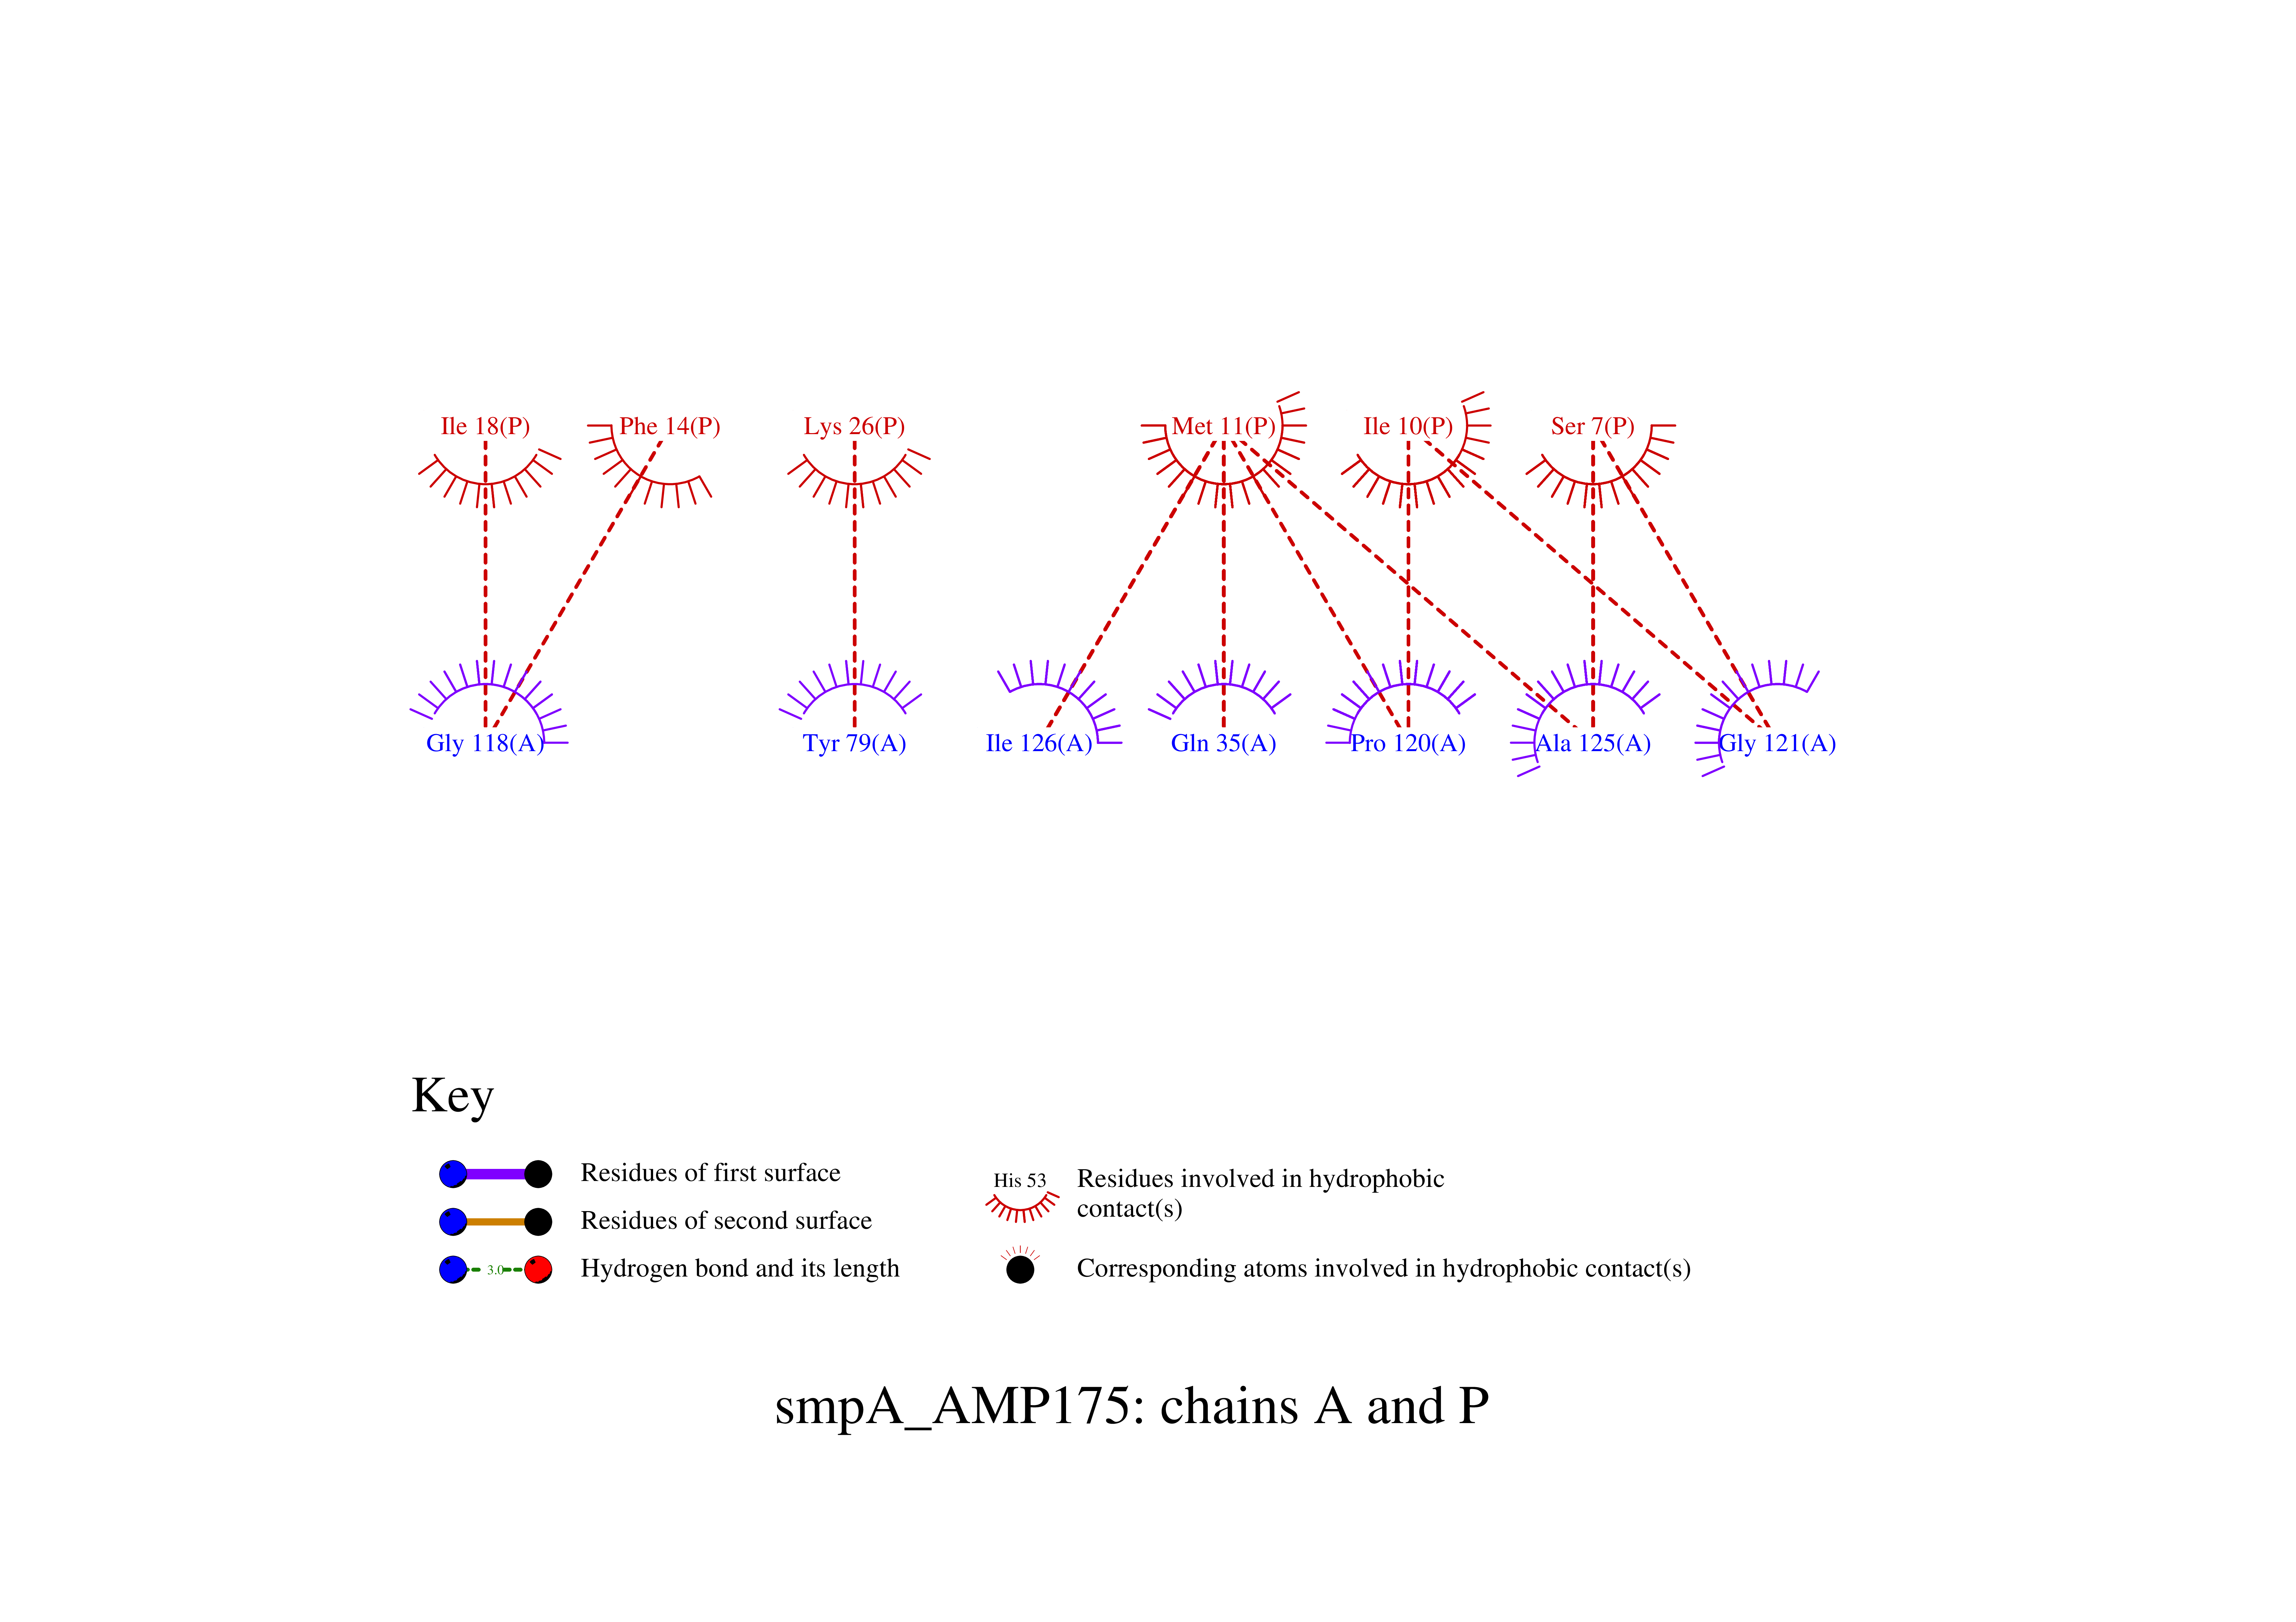 Ile 18(P) Phe 14(P) Lys 26(P) Met 11(P) Ile 10(P) Ser 7(P)
Gly 118(A) Tyr 79(A) Ile 126(A) Gln 35(A) Pro 120(A) Ala 125(A) Gly 121(A)
Key
Residues of first surface
Residues of second surface
3.0 Hydrogen bond and its length
His 53 Residues involved in hydrophobic
contact(s)
Corresponding atoms involved in hydrophobic contact(s)
smpA_AMP175: chains A and P